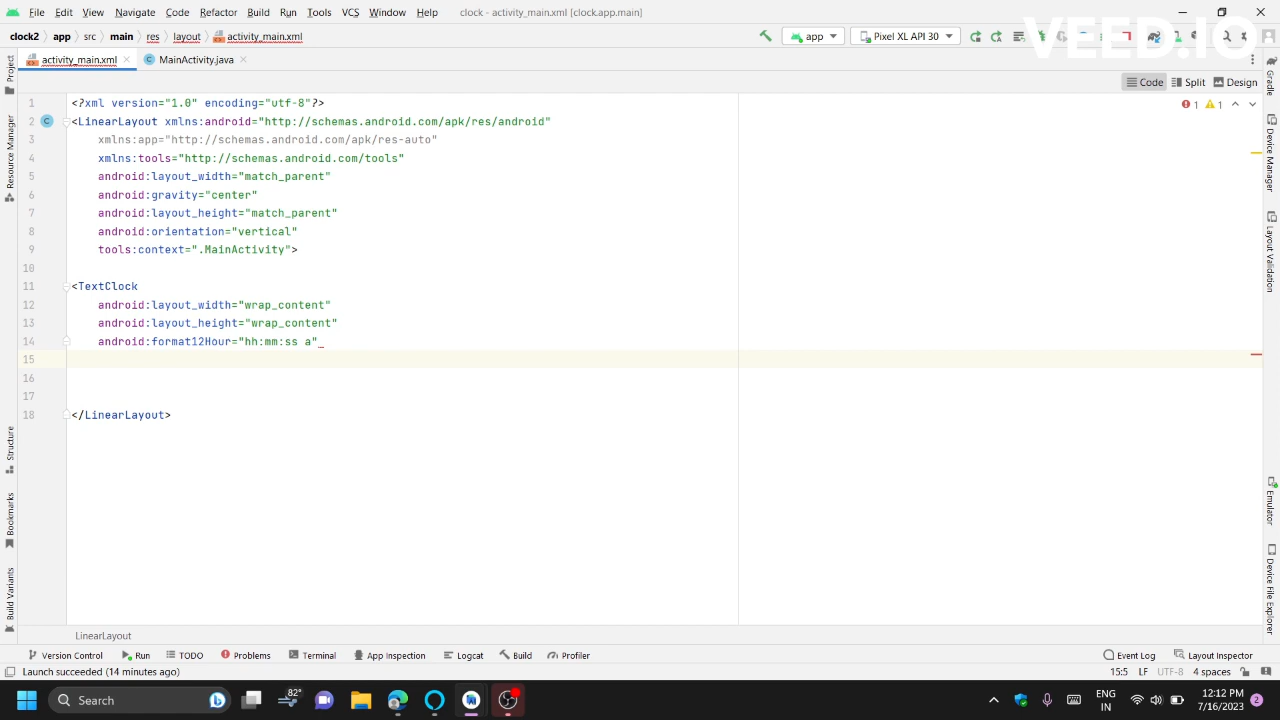 File Edit View Navigate Code Refactor Build Run Tools VCS Window Help clock - activity_main.xml [clock.app.main]
clock2 app src main res layout activity_main.xml app Pixel XL API 30
VEED.IO
activity_main.xml MainActivity.java
Code Split Design
1 <?xml version="1.0" encoding="utf-8"?>
2 <LinearLayout xmlns:android="http://schemas.android.com/apk/res/android"
3 xmlns:app="http://schemas.android.com/apk/res-auto"
4 xmlns:tools="http://schemas.android.com/tools"
5 android:layout_width="match_parent"
6 android:gravity="center"
7 android:layout_height="match_parent"
8 android:orientation="vertical"
9 tools:context=".MainActivity">
10
11 <TextClock
12 android:layout_width="wrap_content"
13 android:layout_height="wrap_content"
14 android:format12Hour="hh:mm:ss a"
15
16
17
18 </LinearLayout>
1 1
Project
Resource Manager
Structure
Bookmarks
Build Variants
Gradle
Device Manager
Layout Validation
Emulator
Device File Explorer
LinearLayout
Version Control Run TODO Problems Terminal App Inspection Logcat Build Profiler Event Log Layout Inspector
Launch succeeded (14 minutes ago) 15:5 LF UTF-8 4 spaces
Search 82° ENG 12:12 PM
IN 7/16/2023 2